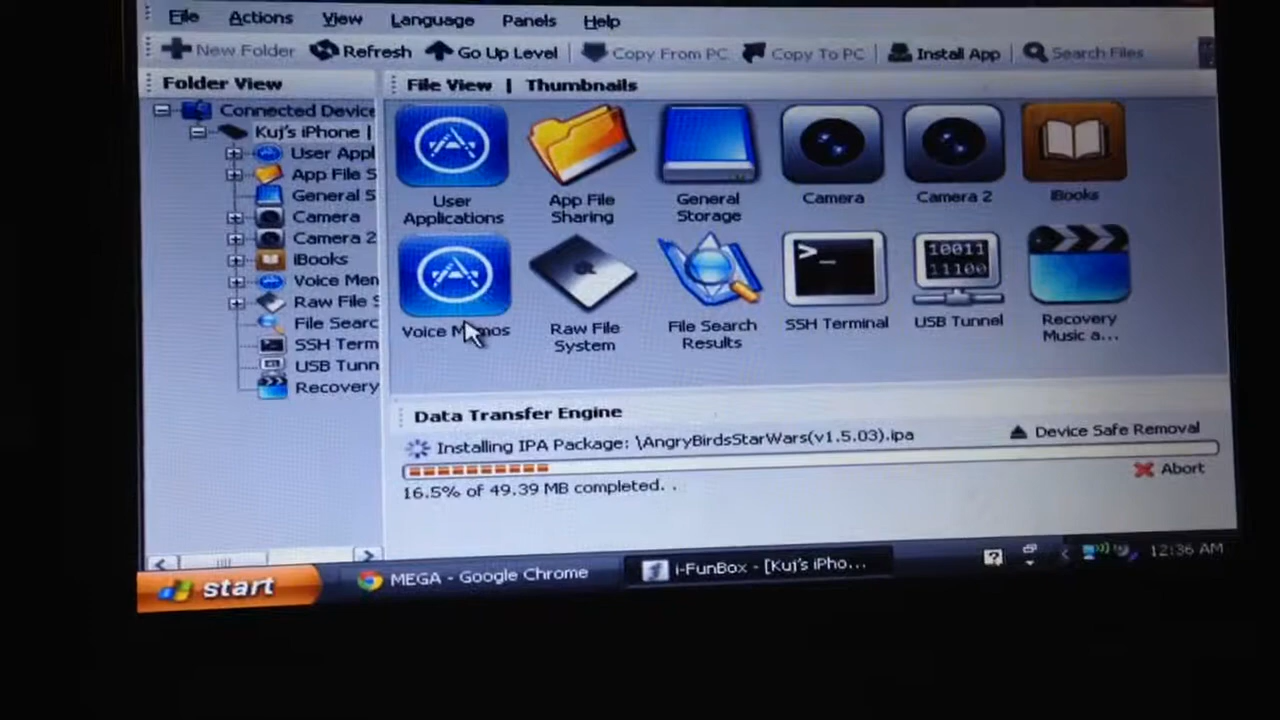 File Actions View Language Panels Help
New Folder Refresh Go Up Level Copy From PC Copy To PC Install App Search Files
Folder View
File View | Thumbnails
Connected Device
Kuj's iPhone |
User Appl
App File S
General S
Camera
Camera 2
iBooks
Voice Mem
Raw File S
File Searc
SSH Term
USB Tunn
Recovery
User
Applications
App File
Sharing
General
Storage
Camera
Camera 2
iBooks
Voice Memos
Raw File
System
File Search
Results
>_
SSH Terminal
10011
11100
USB Tunnel
Recovery
Music a...
Data Transfer Engine
Installing IPA Package: \AngryBirdsStarWars(v1.5.03).ipa
Device Safe Removal
16.5% of 49.39 MB completed. . .
Abort
start
MEGA - Google Chrome
i-FunBox - [Kuj's iPho...
12:36 AM